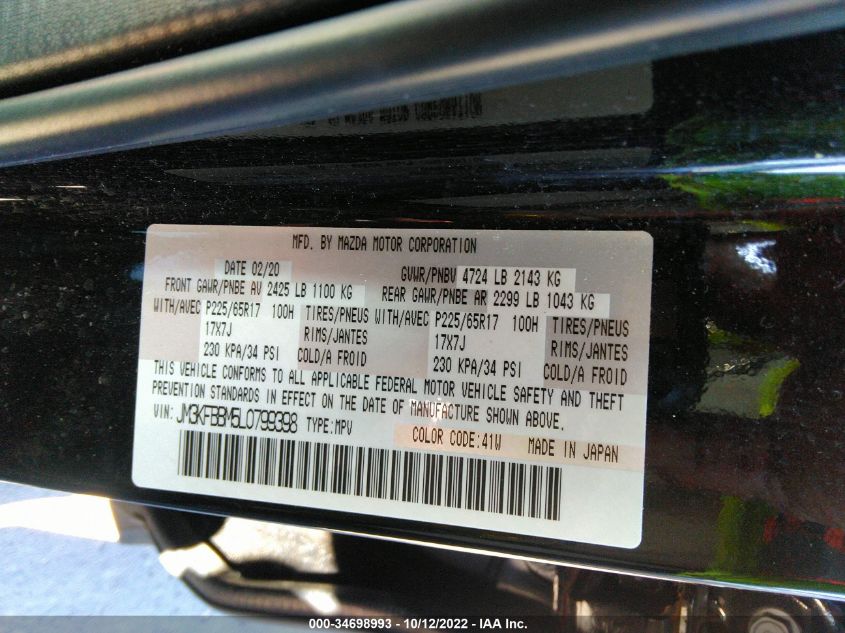 MFD. BY MAZDA MOTOR CORPORATION
DATE 02/20 GVWR/PNBV 4724 LB 2143 KG
FRONT GAWR/PNBE AV 2425 LB 1100 KG REAR GAWR/PNBE AR 2299 LB 1043 KG
WITH/AVEC P225/65R17 100H TIRES/PNEUS WITH/AVEC P225/65R17 100H TIRES/PNEUS
17X7J RIMS/JANTES 17X7J RIMS/JANTES
230 KPA/34 PSI COLD/A FROID 230 KPA/34 PSI COLD/A FROID
THIS VEHICLE CONFORMS TO ALL APPLICABLE FEDERAL MOTOR VEHICLE SAFETY AND THEFT
PREVENTION STANDARDS IN EFFECT ON THE DATE OF MANUFACTURE SHOWN ABOVE.
VIN: JM3KFBBM5L0799398 TYPE:MPV
COLOR CODE:41W MADE IN JAPAN
000-34698993 - 10/12/2022 - IAA Inc.